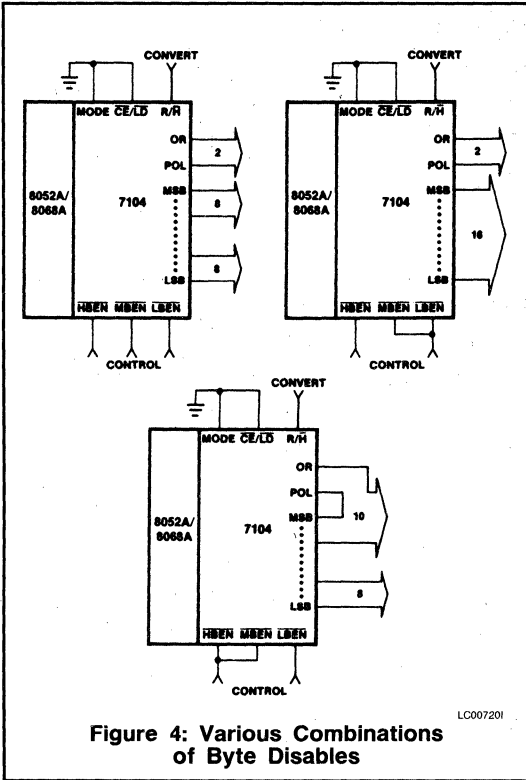 CONVERT
MODE CE/LD R/H
OR
2
POL
MSB
8
8052A/
8068A
7104
8
LSB
HBEN MBEN LBEN
CONTROL
CONVERT
MODE CE/LD R/H
OR
2
POL
MSB
8052A/
8068A
7104
16
LSB
HBEN MBEN LBEN
CONTROL
CONVERT
MODE CE/LD R/H
OR
POL
10
MSB
8052A/
8068A
7104
8
LSB
HBEN MBEN LBEN
CONTROL
LC00720I
Figure 4: Various Combinations
of Byte Disables